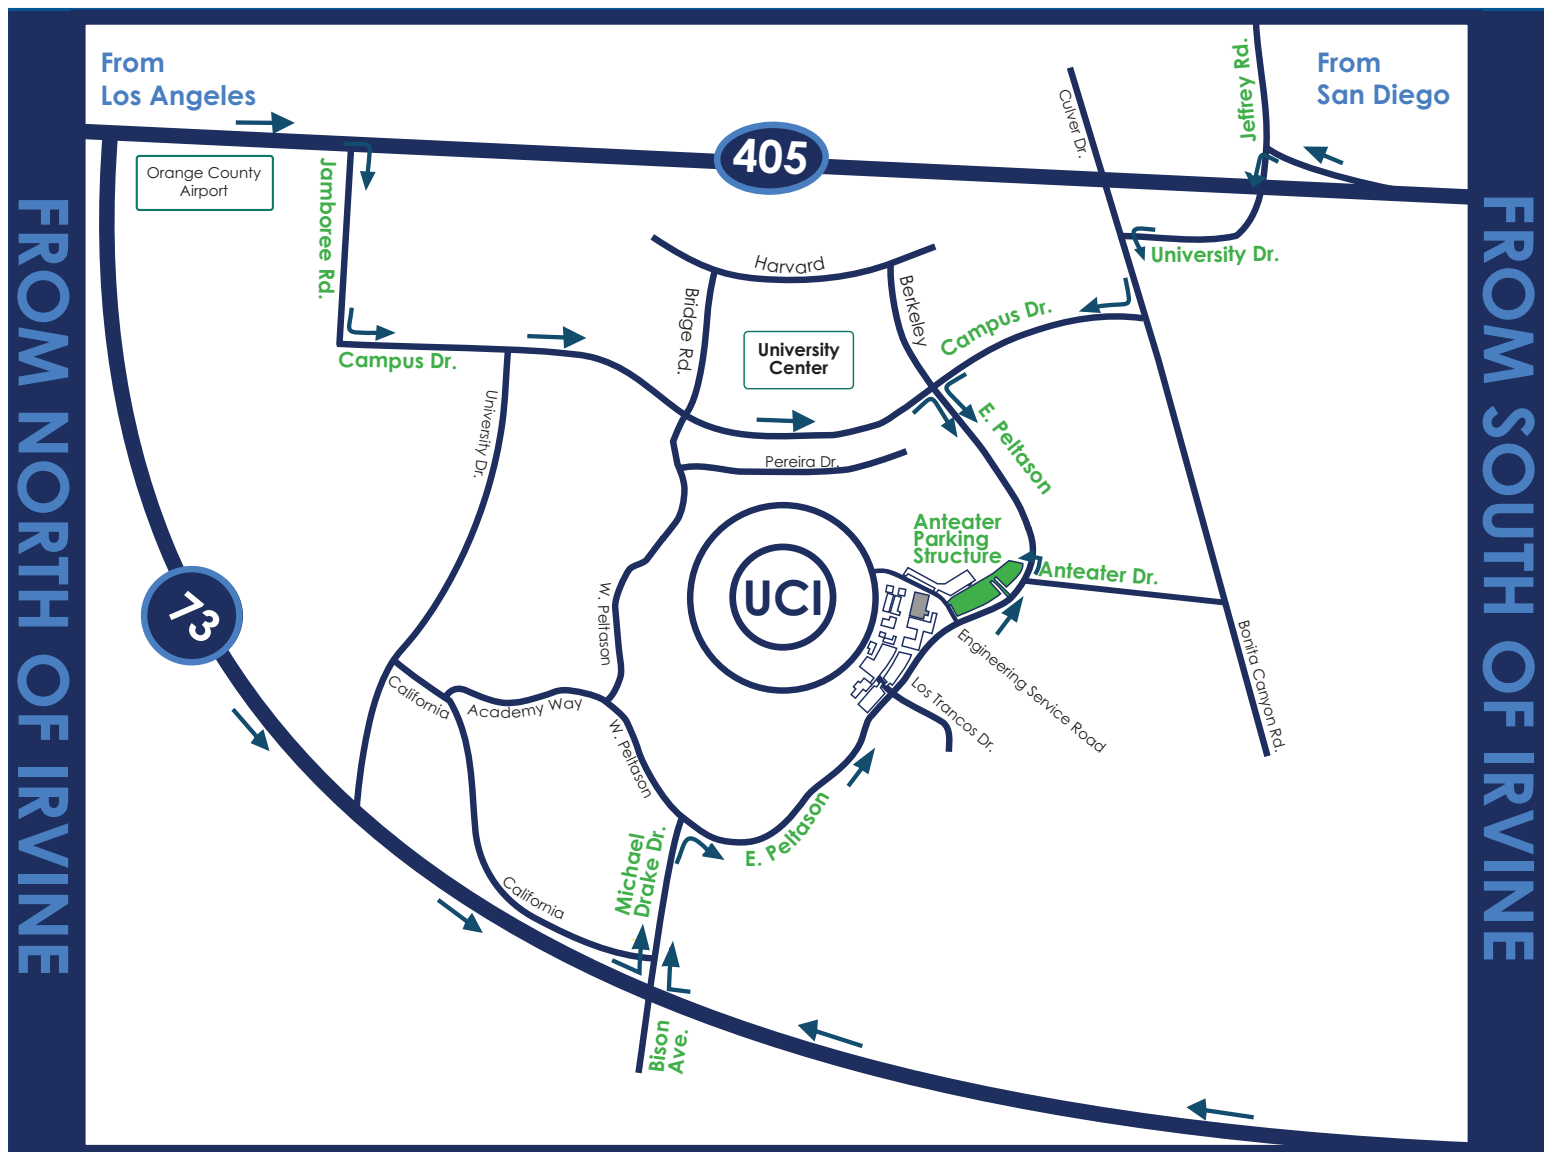 From
Los Angeles
From
San Diego
Jeffrey Rd.
Culver Dr.
405
Orange County
Airport
Jamboree Rd.
University Dr.
Harvard
Bridge Rd.
Berkeley
Campus Dr.
University
Center
Campus Dr.
University Dr.
E. Peltason
Pereira Dr.
Anteater
Parking
Structure
Anteater Dr.
UCI
73
W. Peltason
Engineering Service Road
Bonita Canyon Rd.
Los Trancos Dr.
California
Academy Way
W. Peltason
E. Peltason
Michael
Drake Dr.
California
Bison
Ave.
FROM NORTH OF IRVINE
FROM SOUTH OF IRVINE